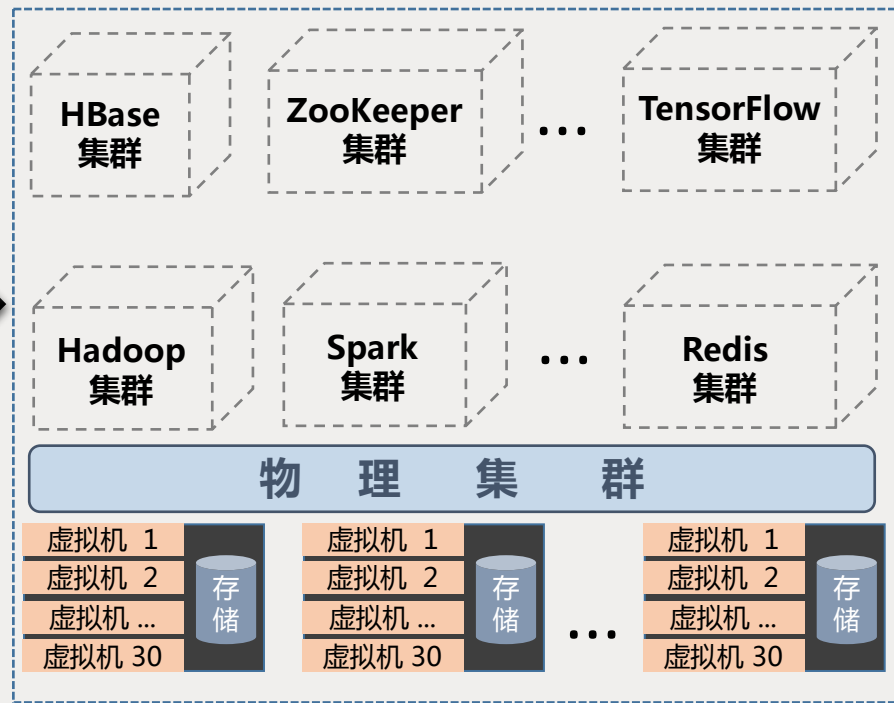 HBase
集群
ZooKeeper
集群
...
TensorFlow
集群
Hadoop
集群
Spark
集群
...
Redis
集群
物 理 集 群
虚拟机 1
虚拟机 2
虚拟机 ...
虚拟机 30
存
储
虚拟机 1
虚拟机 2
虚拟机 ...
虚拟机 30
存
储
...
虚拟机 1
虚拟机 2
虚拟机 ...
虚拟机 30
存
储